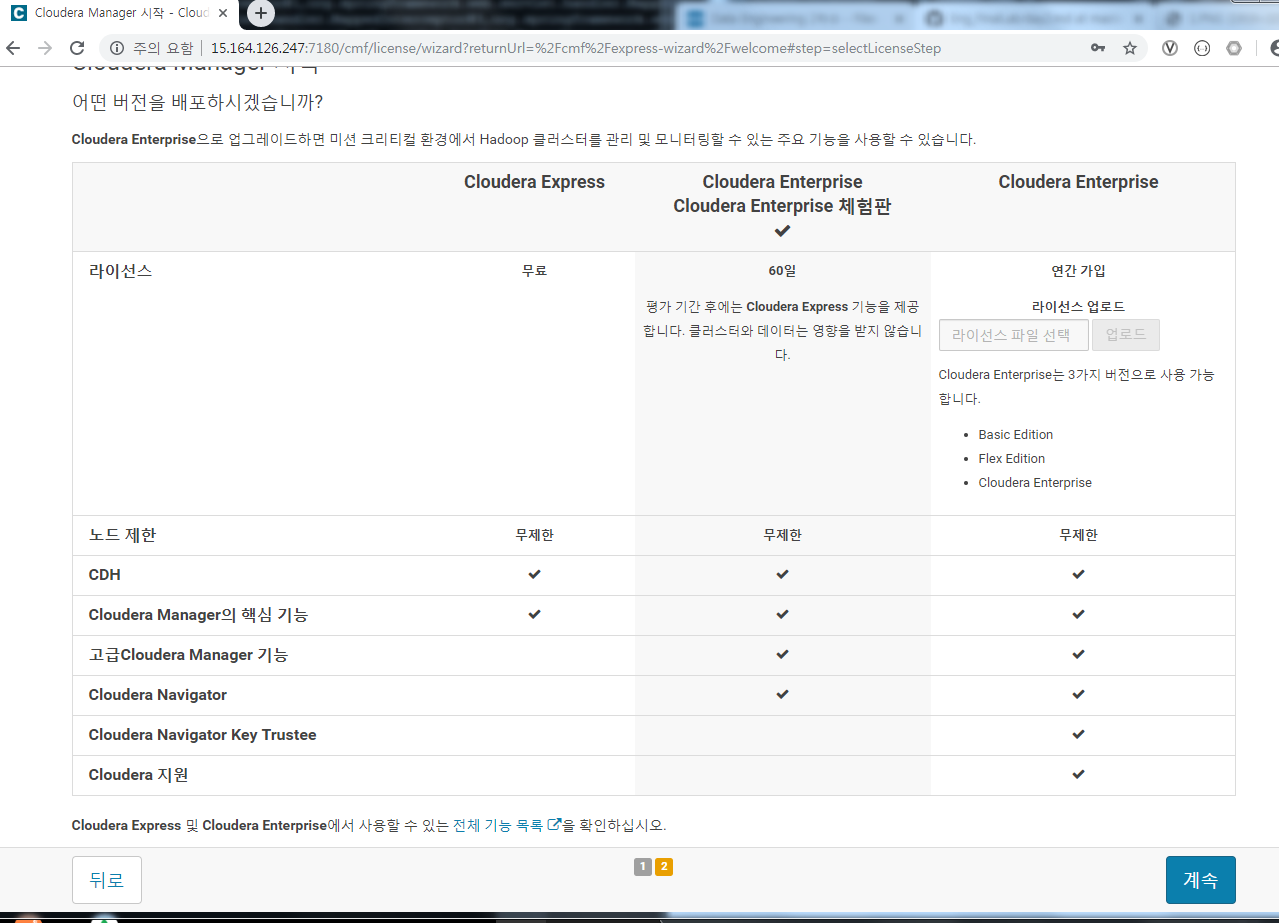 Cloudera Manager 시작 - Cloud
주의 요함 | 15.164.126.247:7180/cmf/license/wizard?returnUrl=%2Fcmf%2Fexpress-wizard%2Fwelcome#step=selectLicenseStep
Cloudera Manager 시작
어떤 버전을 배포하시겠습니까?
Cloudera Enterprise으로 업그레이드하면 미션 크리티컬 환경에서 Hadoop 클러스터를 관리 및 모니터링할 수 있는 주요 기능을 사용할 수 있습니다.
Cloudera Express
Cloudera Enterprise
Cloudera Enterprise 체험판
Cloudera Enterprise
라이선스
무료
60일
평가 기간 후에는 Cloudera Express 기능을 제공
합니다. 클러스터와 데이터는 영향을 받지 않습니
다.
연간 가입
라이선스 업로드
라이선스 파일 선택 업로드
Cloudera Enterprise는 3가지 버전으로 사용 가능
합니다.
• Basic Edition
• Flex Edition
• Cloudera Enterprise
노드 제한 무제한 무제한 무제한
CDH ✔ ✔ ✔
Cloudera Manager의 핵심 기능 ✔ ✔ ✔
고급Cloudera Manager 기능 ✔ ✔
Cloudera Navigator ✔ ✔
Cloudera Navigator Key Trustee ✔
Cloudera 지원 ✔
Cloudera Express 및 Cloudera Enterprise에서 사용할 수 있는 전체 기능 목록을 확인하십시오.
뒤로 1 2 계속